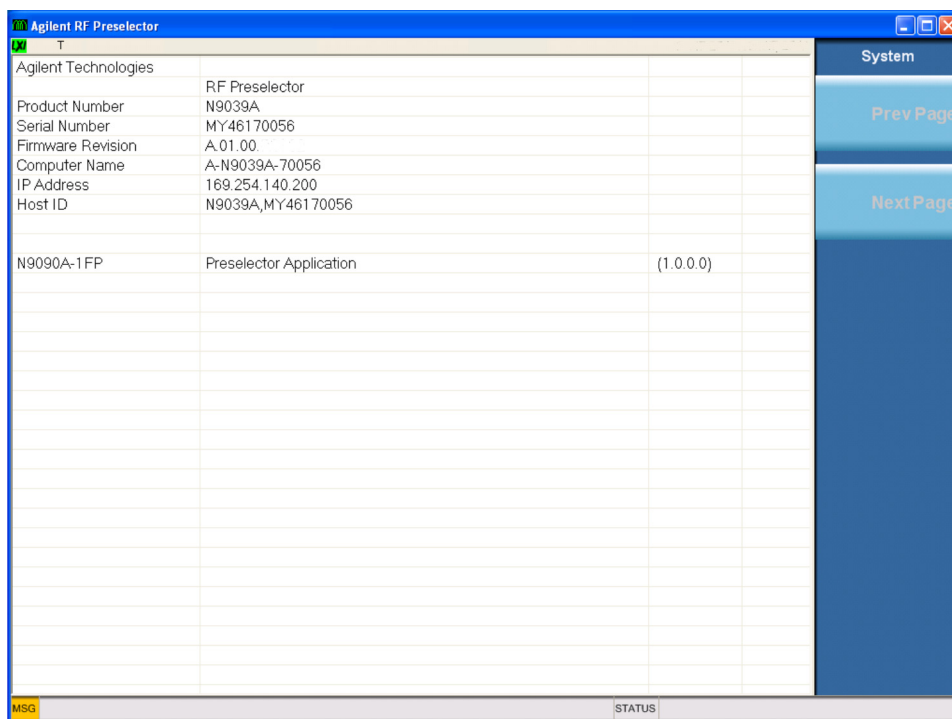 Agilent RF Preselector
LXI T
System
Agilent Technologies
RF Preselector
Product Number N9039A
Serial Number MY46170056
Firmware Revision A.01.00.
Computer Name A-N9039A-70056
IP Address 169.254.140.200
Host ID N9039A,MY46170056
N9090A-1FP Preselector Application (1.0.0.0)
Prev Page
Next Page
MSG STATUS